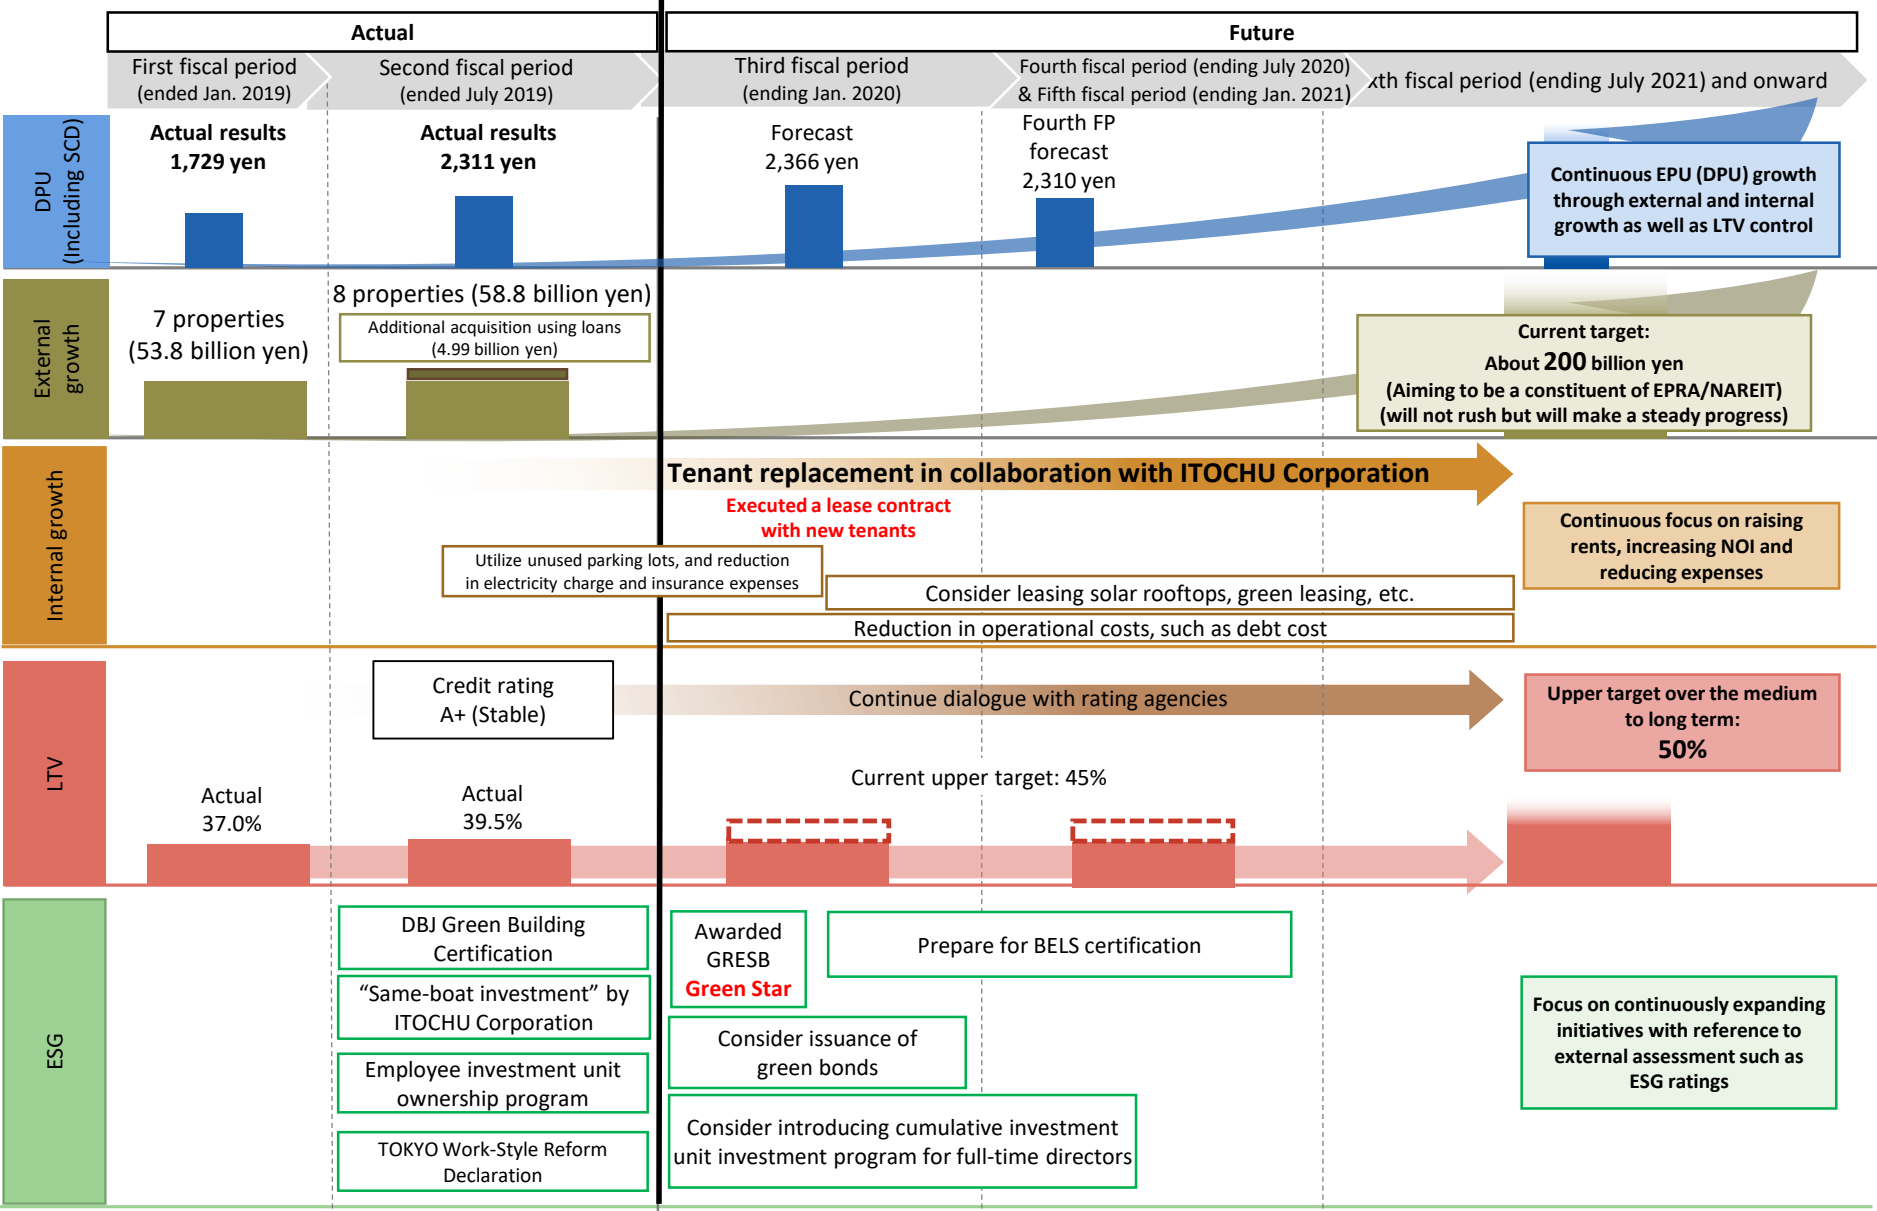 Actual
Future
First fiscal period
(ended Jan. 2019)
Second fiscal period
(ended July 2019)
Third fiscal period
(ending Jan. 2020)
Fourth fiscal period (ending July 2020)
& Fifth fiscal period (ending Jan. 2021)
xth fiscal period (ending July 2021) and onward
DPU
(Including SCD)
Actual results
1,729 yen
Actual results
2,311 yen
Forecast
2,366 yen
Fourth FP
forecast
2,310 yen
Continuous EPU (DPU) growth
through external and internal
growth as well as LTV control
External
growth
7 properties
(53.8 billion yen)
8 properties (58.8 billion yen)
Additional acquisition using loans
(4.99 billion yen)
Current target:
About 200 billion yen
(Aiming to be a constituent of EPRA/NAREIT)
(will not rush but will make a steady progress)
Internal growth
Tenant replacement in collaboration with ITOCHU Corporation
Executed a lease contract
with new tenants
Utilize unused parking lots, and reduction
in electricity charge and insurance expenses
Consider leasing solar rooftops, green leasing, etc.
Reduction in operational costs, such as debt cost
Continuous focus on raising
rents, increasing NOI and
reducing expenses
LTV
Credit rating
A+ (Stable)
Continue dialogue with rating agencies
Upper target over the medium
to long term:
50%
Actual
37.0%
Actual
39.5%
Current upper target: 45%
ESG
DBJ Green Building
Certification
“Same-boat investment” by
ITOCHU Corporation
Employee investment unit
ownership program
TOKYO Work-Style Reform
Declaration
Awarded
GRESB
Green Star
Prepare for BELS certification
Consider issuance of
green bonds
Consider introducing cumulative investment
unit investment program for full-time directors
Focus on continuously expanding
initiatives with reference to
external assessment such as
ESG ratings